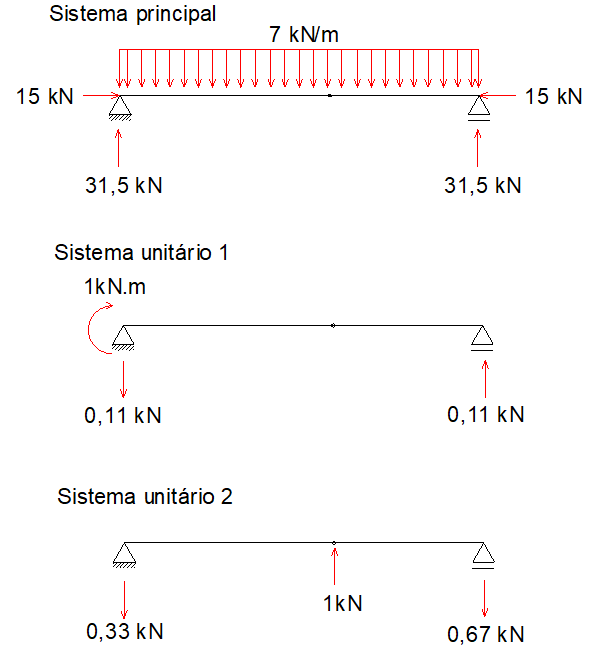 Sistema principal
7 kN/m
15 kN
15 kN
31,5 kN
31,5 kN
Sistema unitário 1
1kN.m
0,11 kN
0,11 kN
Sistema unitário 2
1kN
0,33 kN
0,67 kN